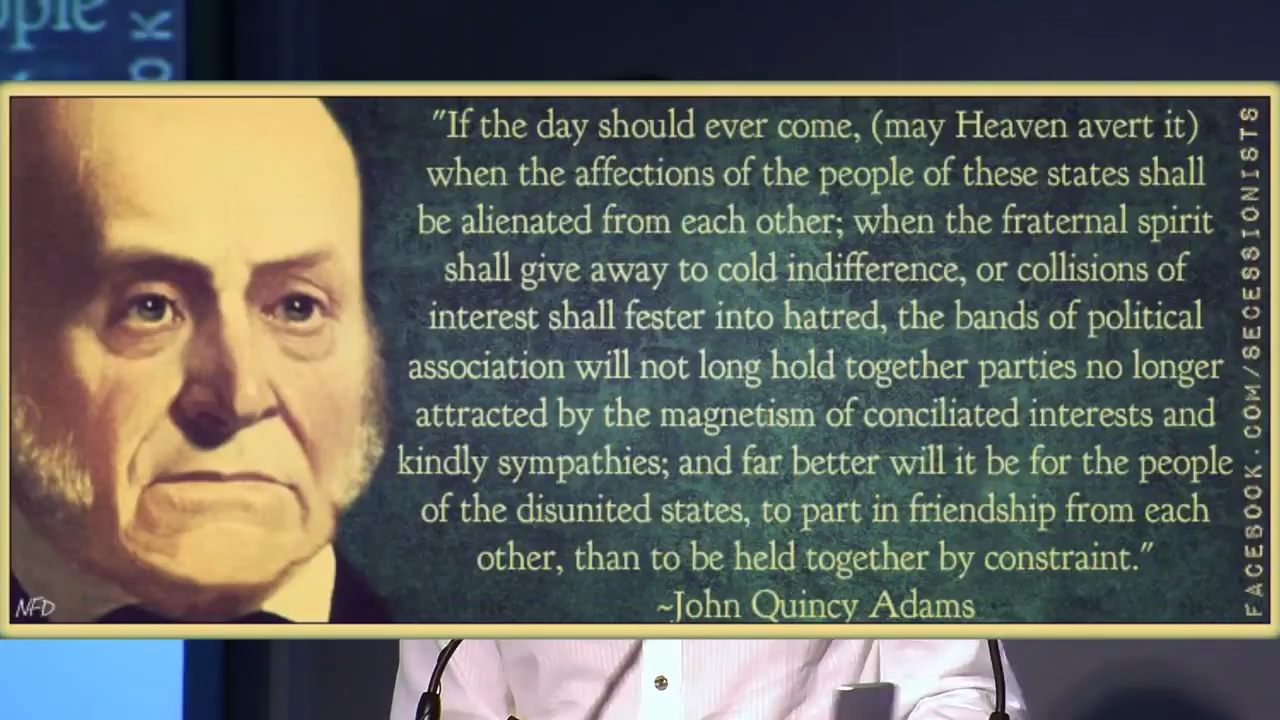 ople
OK
"If the day should ever come, (may Heaven avert it)
when the affections of the people of these states shall
be alienated from each other; when the fraternal spirit
shall give away to cold indifference, or collisions of
interest shall fester into hatred, the bands of political
association will not long hold together parties no longer
attracted by the magnetism of conciliated interests and
kindly sympathies; and far better will it be for the people
of the disunited states, to part in friendship from each
other, than to be held together by constraint."
~John Quincy Adams
FACEBOOK.COM/SECESSIONISTS
NFD